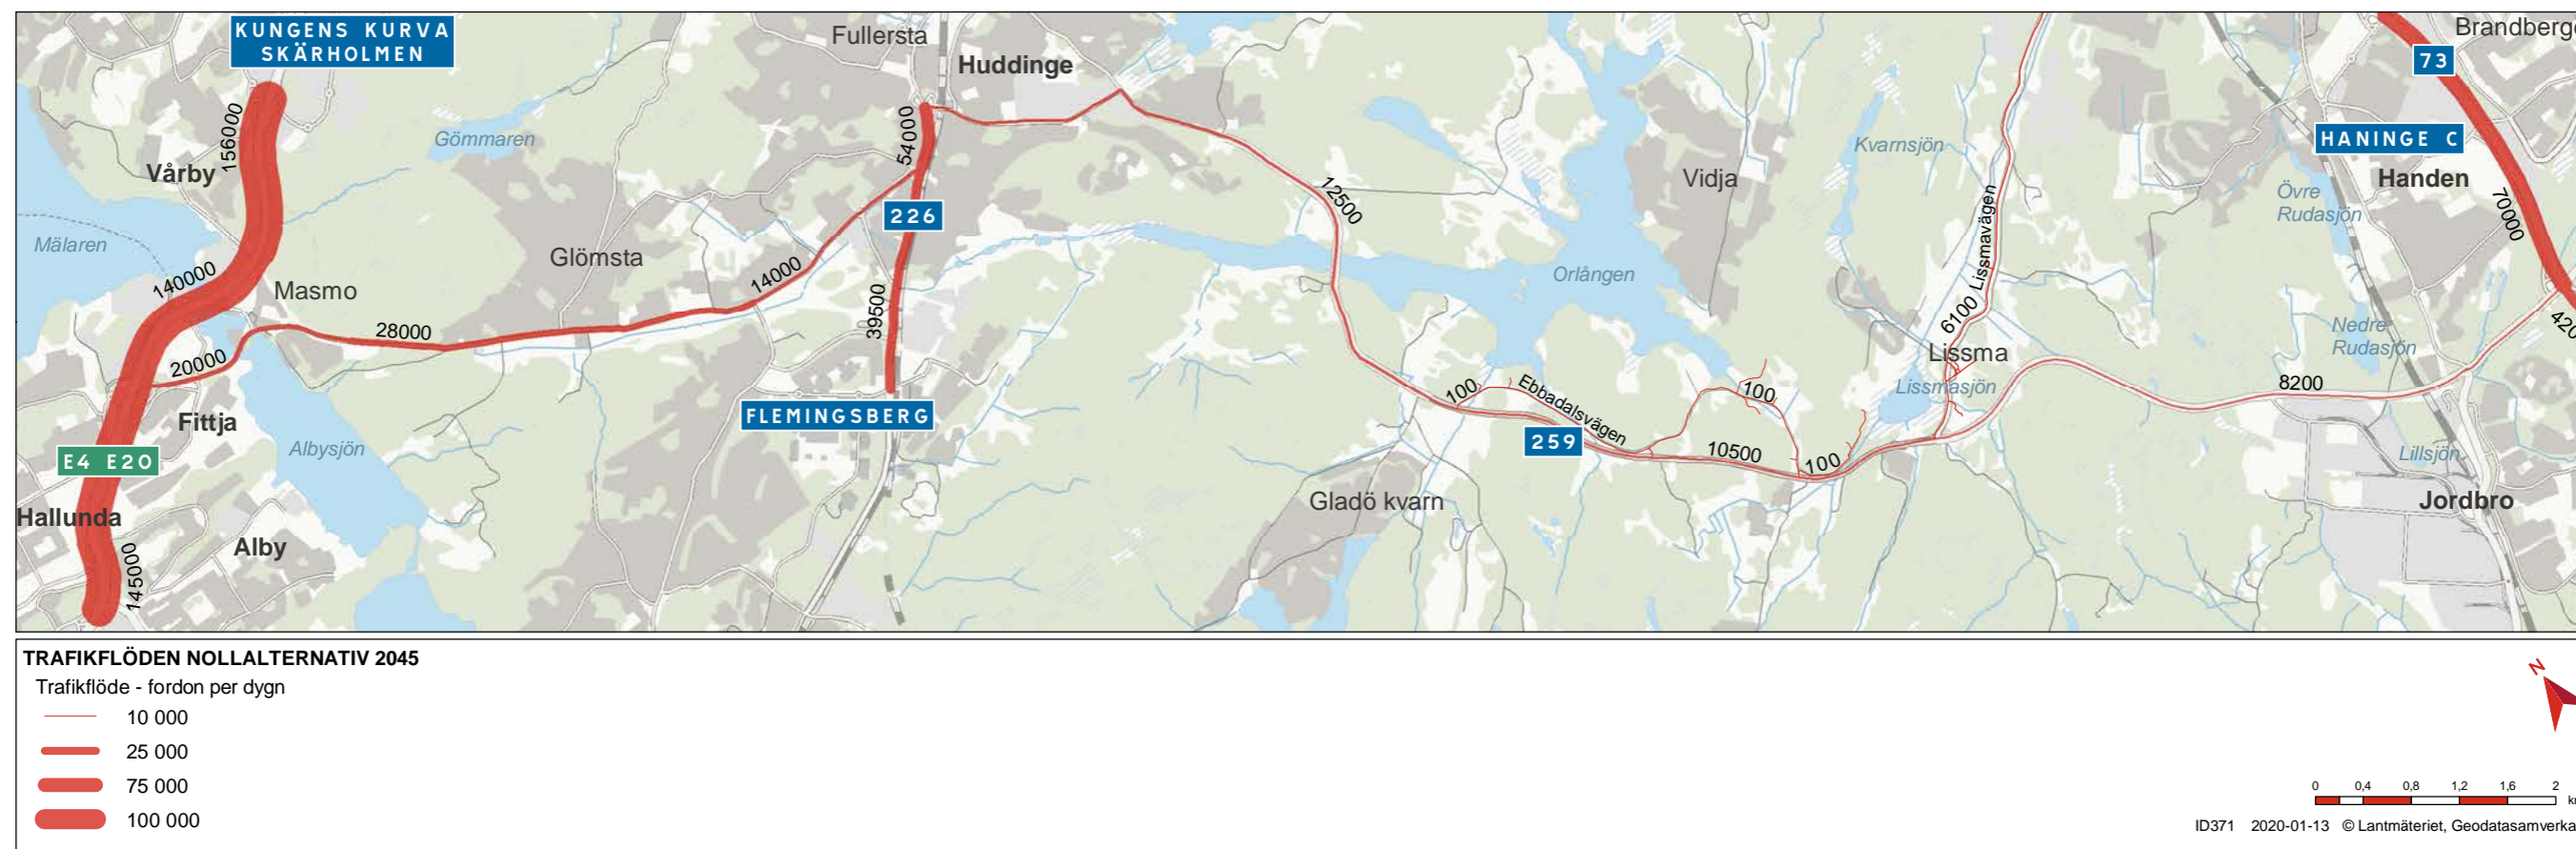 KUNGENS KURVA
SKÄRHOLMEN
Fullersta
Huddinge
Brandberge
73
156000
Gömmaren
54000
Vårby
HANINGE C
Kvarnsjön
Handen
Vidja
12500
Övre
Rudasjön
226
70000
Lissmavägen
Mälaren
Glömsta
140000
14000
Orlången
Masmo
39500
6100
28000
Nedre
Rudasjön
Lissma
20000
Lissmasjön
100
Ebbadalsvägen
100
8200
Fittja
FLEMINGSBERG
259
Albysjön
10500
100
Lillsjön
E4 E20
Hallunda
Gladö kvarn
Jordbro
Alby
145000
TRAFIKFLÖDEN NOLLALTERNATIV 2045
Trafikflöde - fordon per dygn
10 000
25 000
75 000
100 000
N
0 0,4 0,8 1,2 1,6 2
ID371 2020-01-13 © Lantmäteriet, Geodatasamverka